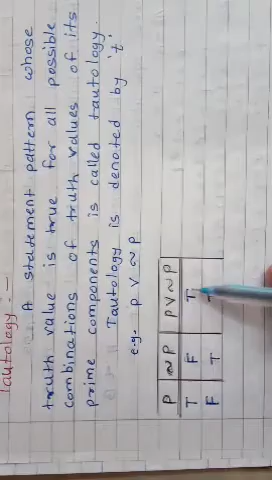 Tautology :-
A statement pattern whose
truth value is true for all possible
combinations of truth values of its
prime components is called tautology.
Tautology is denoted by 't'
e.g. p ∨ ~ p
P ~P P∨~P
T F T
F T T